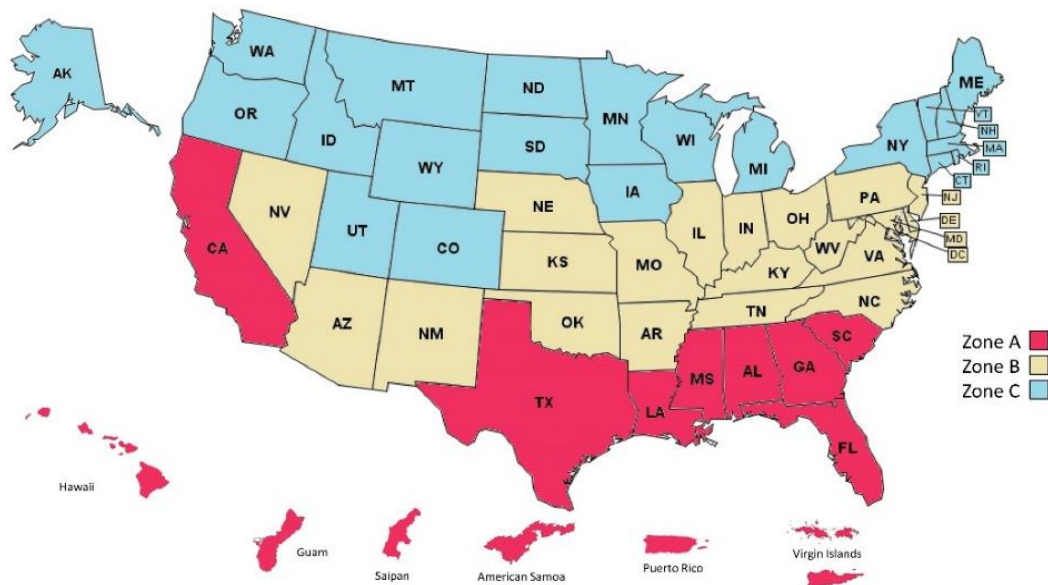 WA
AK
MT
ND
ME
OR
MN
VT
NH
ID
SD
WI
NY
MA
WY
MI
RI
CT
IA
NE
PA
NJ
NV
OH
UT
IL
IN
DE
CO
WV
MD
CA
KS
MO
VA
DC
KY
NC
TN
AZ
NM
OK
AR
SC
Zone A
MS
AL
GA
Zone B
TX
LA
Zone C
FL
Hawaii
Guam
Saipan
American Samoa
Puerto Rico
Virgin Islands